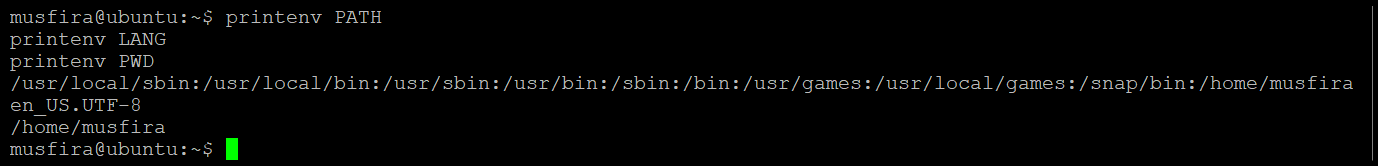 musfira@ubuntu:~$ printenv PATH
printenv LANG
printenv PWD
/usr/local/sbin:/usr/local/bin:/usr/sbin:/usr/bin:/sbin:/bin:/usr/games:/usr/local/games:/snap/bin:/home/musfira
en_US.UTF-8
/home/musfira
musfira@ubuntu:~$